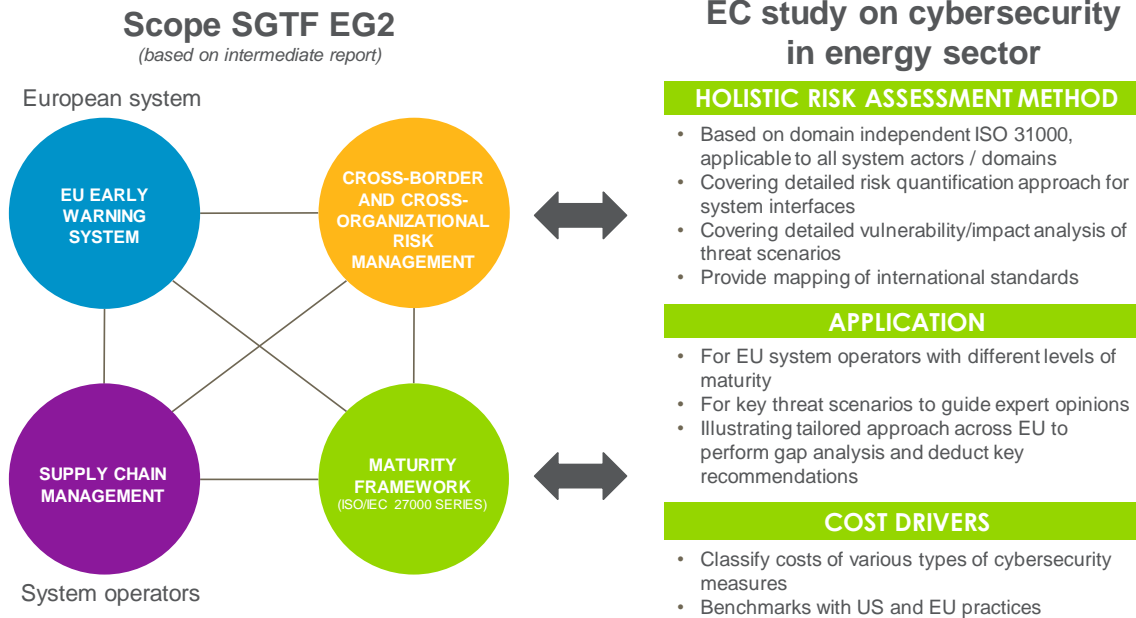 Scope SGTF EG2
(based on intermediate report)
European system
EU EARLY
WARNING
SYSTEM
CROSS-BORDER
AND CROSS-
ORGANIZATIONAL
RISK
MANAGEMENT
SUPPLY CHAIN
MANAGEMENT
MATURITY
FRAMEWORK
(ISO/IEC 27000 SERIES)
System operators
EC study on cybersecurity
in energy sector
HOLISTIC RISK ASSESSMENT METHOD
• Based on domain independent ISO 31000,
applicable to all system actors / domains
• Covering detailed risk quantification approach for
system interfaces
• Covering detailed vulnerability/impact analysis of
threat scenarios
• Provide mapping of international standards
APPLICATION
• For EU system operators with different levels of
maturity
• For key threat scenarios to guide expert opinions
• Illustrating tailored approach across EU to
perform gap analysis and deduct key
recommendations
COST DRIVERS
• Classify costs of various types of cybersecurity
measures
• Benchmarks with US and EU practices